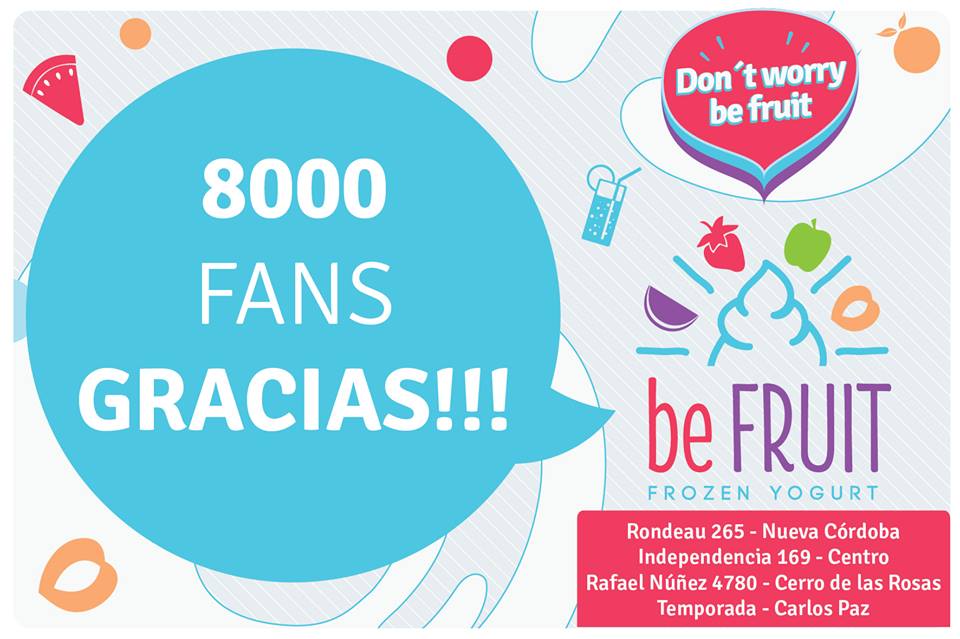 8000
FANS
GRACIAS!!!
Don´t worry
be fruit
be FRUIT
FROZEN YOGURT
Rondeau 265 - Nueva Córdoba
Independencia 169 - Centro
Rafael Núñez 4780 - Cerro de las Rosas
Temporada - Carlos Paz